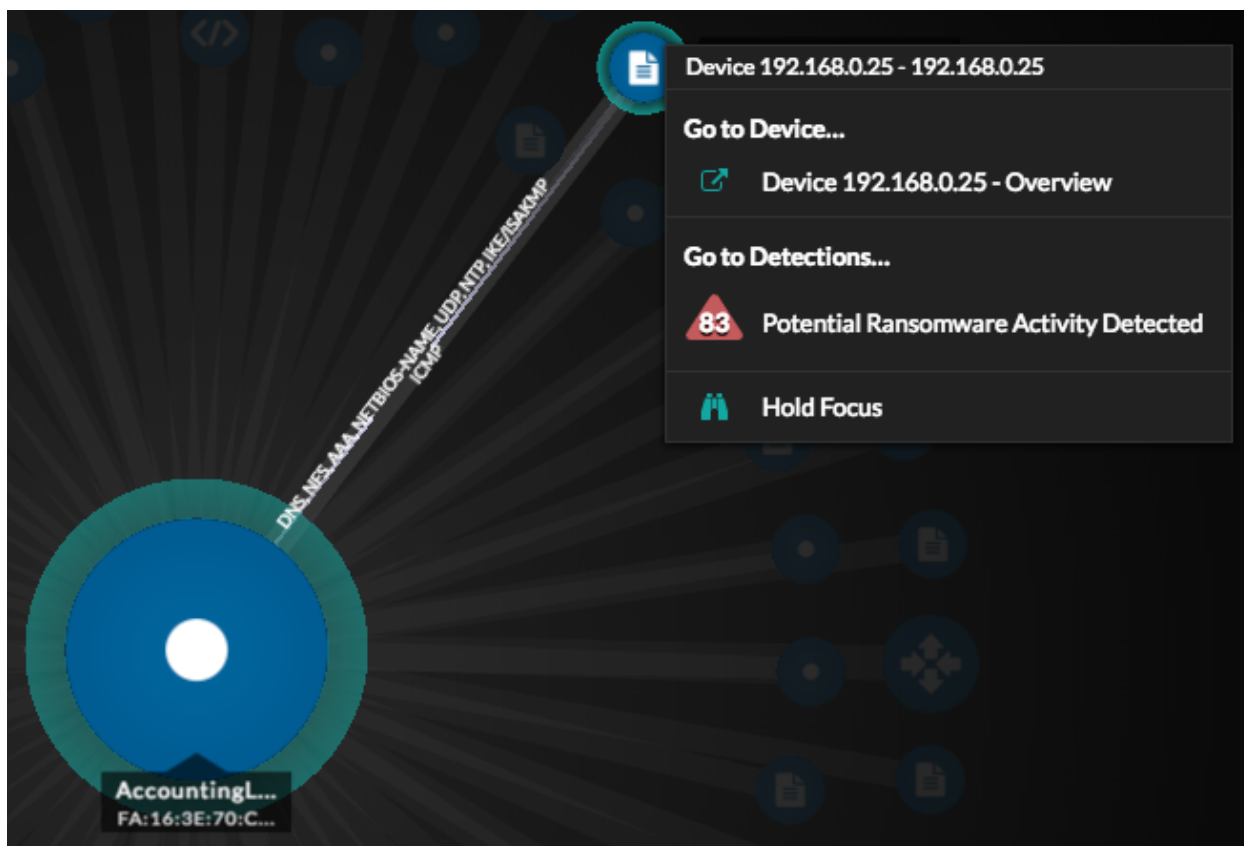 Device 192.168.0.25 - 192.168.0.25
Go to Device...
Device 192.168.0.25 - Overview
Go to Detections...
83
Potential Ransomware Activity Detected
Hold Focus
DNS, NFS, AAA, NETBIOS-NAME, UDP, NTP, IKE/ISAKMP
ICMP
AccountingL...
FA:16:3E:70:C...